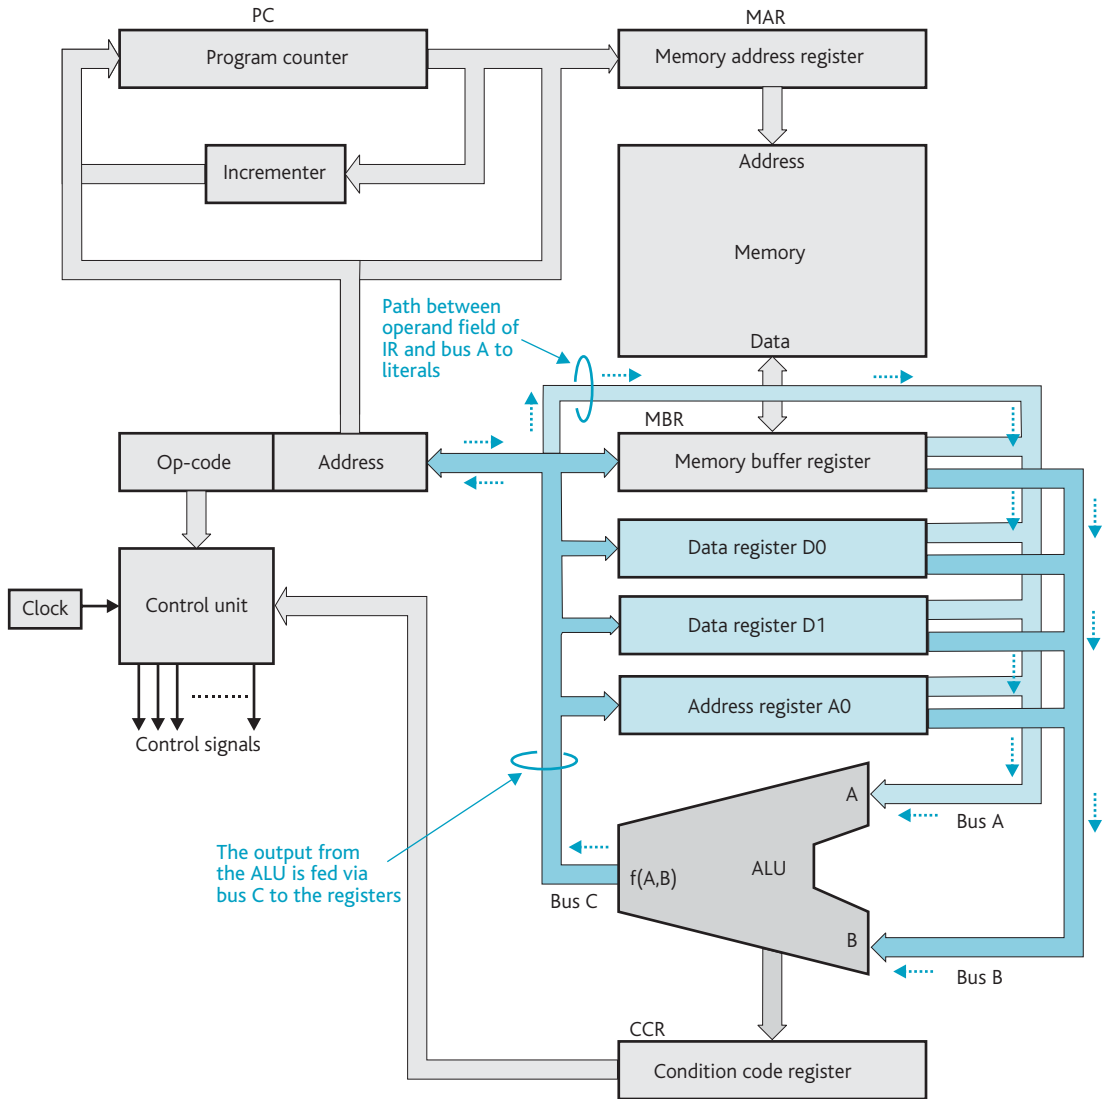 PC
MAR
Program counter
Memory address register
Incrementer
Address
Memory
Data
Path between
operand field of
IR and bus A to
literals
MBR
Op-code
Address
Memory buffer register
Data register D0
Clock
Control unit
Data register D1
Address register A0
Control signals
A
Bus A
The output from
the ALU is fed via
bus C to the registers
f(A,B)
ALU
Bus C
B
Bus B
CCR
Condition code register